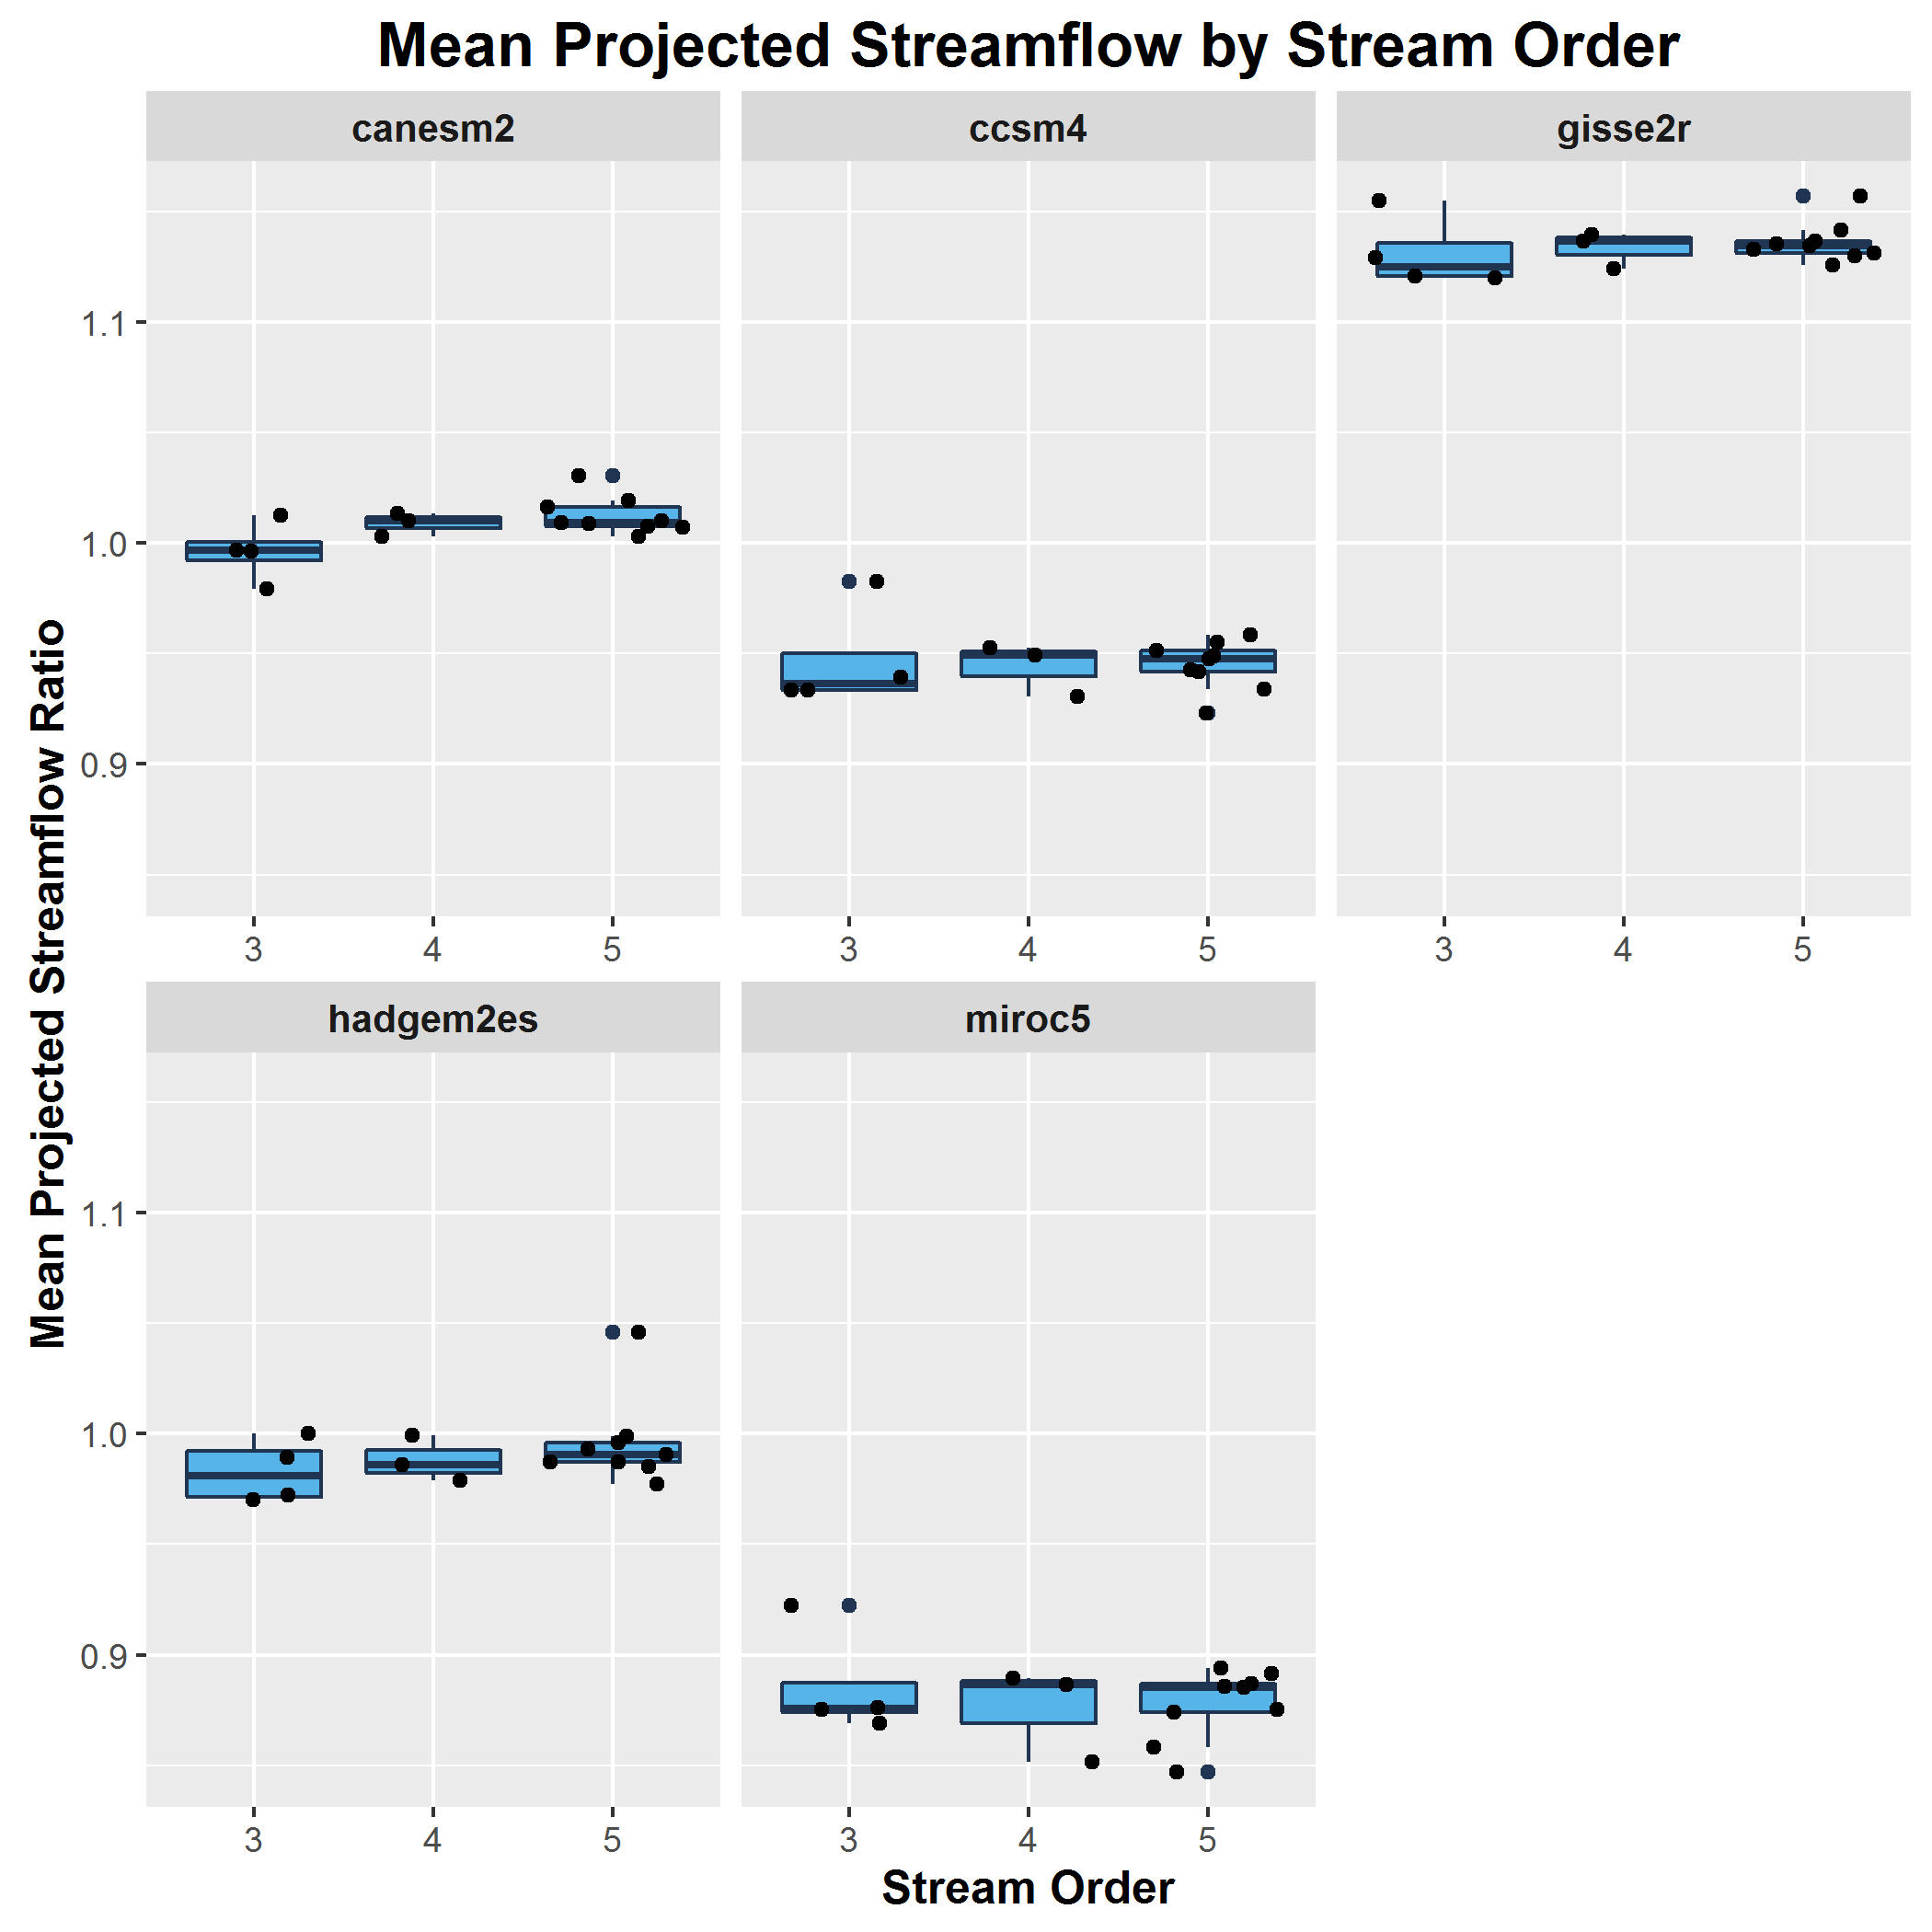 Mean Projected Streamflow by Stream Order
canesm2
ccsm4
gisse2r
1.1
1.0
0.9
3 4 5
3 4 5
3 4 5
Mean Projected Streamflow Ratio
hadgem2es
miroc5
1.1
1.0
0.9
3 4 5
3 4 5
Stream Order